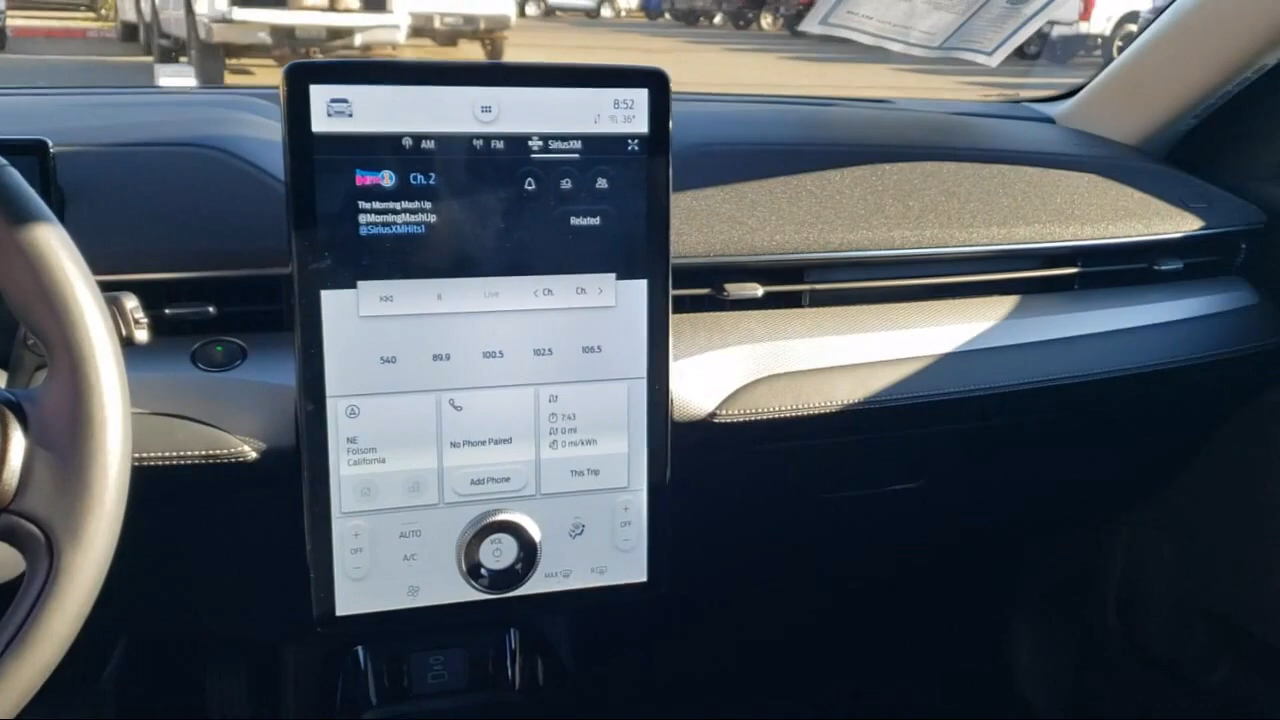 8:52
36°
AM FM SiriusXM
Ch. 2
The Morning Mash Up
@MorningMashUp
@SiriusXMHits1
Related
Live Ch. Ch.
540 89.9 100.5 102.5 106.5
NE
Folsom
California
No Phone Paired
Add Phone
7:43
0 mi
0 mi/kWh
This Trip
OFF
AUTO
A/C
VOL
MAX
R
OFF